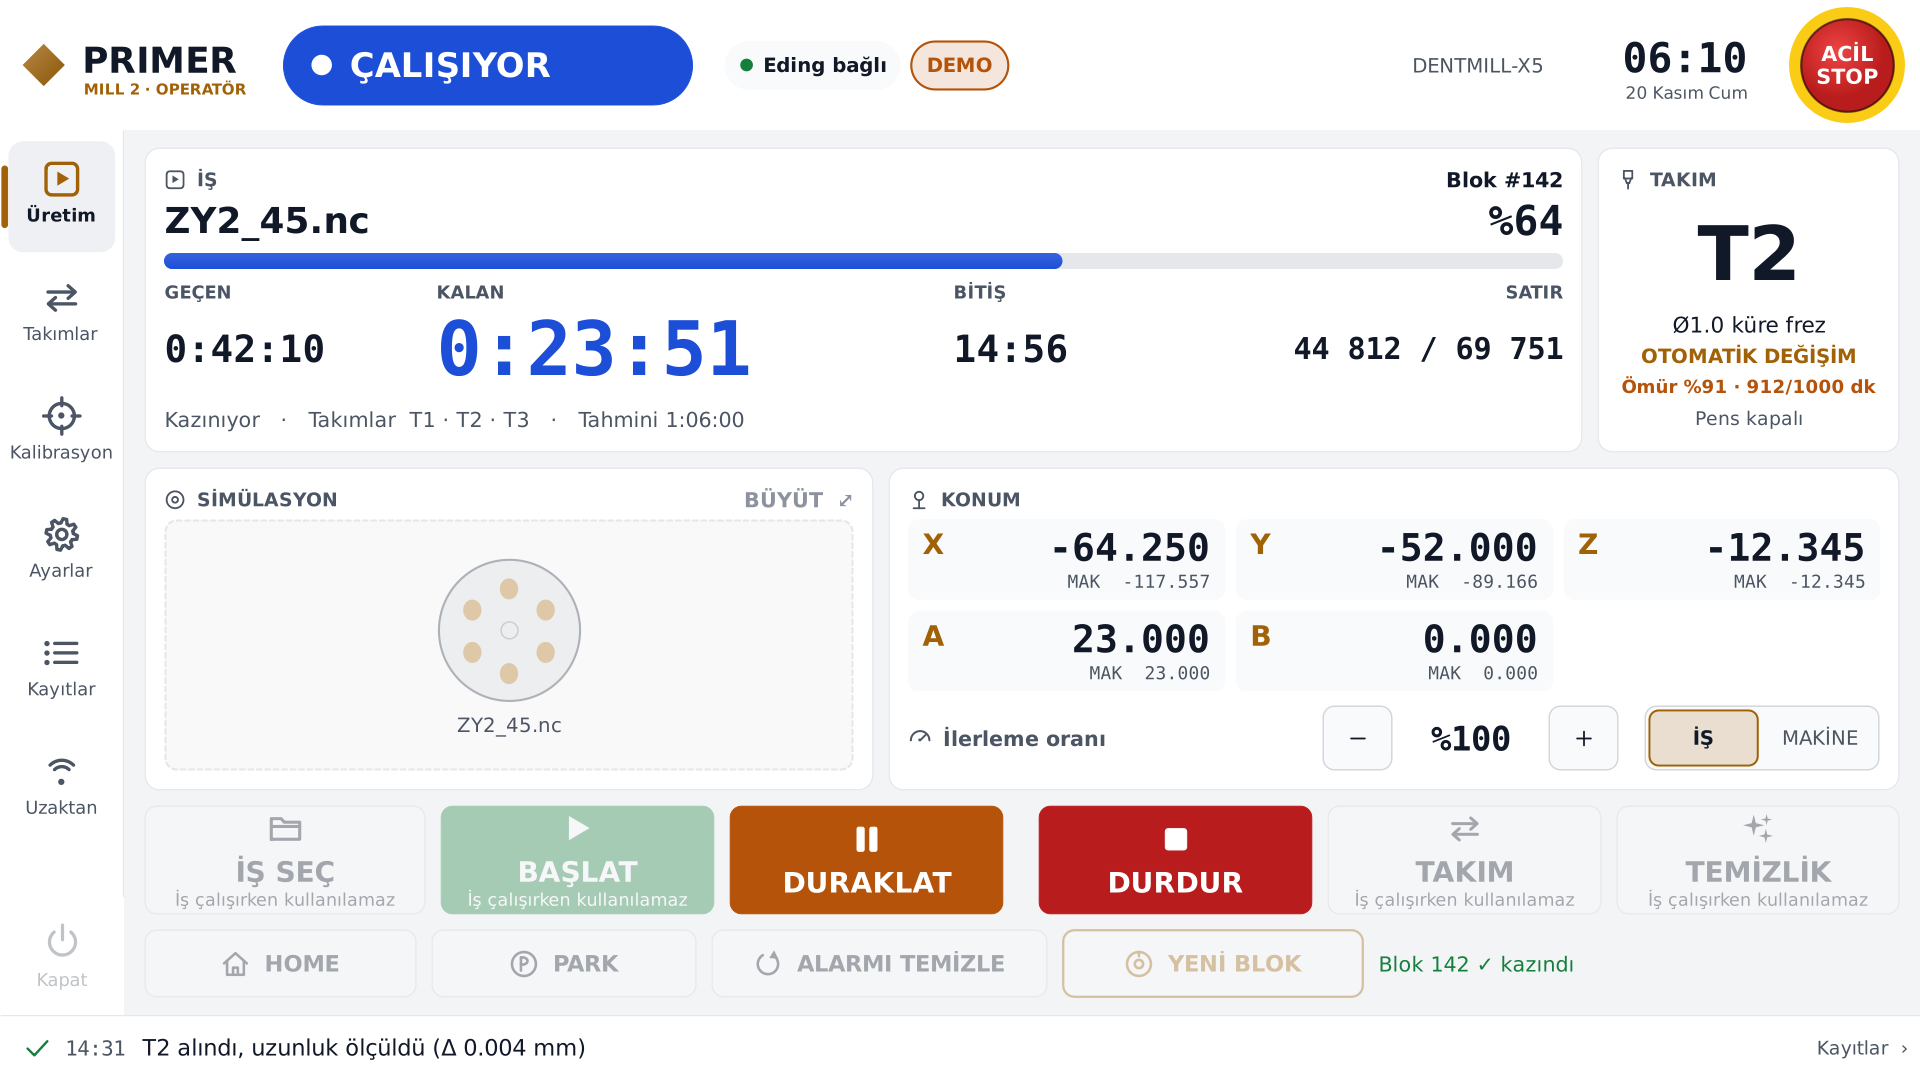 PRIMER
MILL 2 · OPERATÖR
ÇALIŞIYOR
Eding bağlı
DEMO
DENTMILL-X5
06:10
20 Kasım Cum
ACİL
STOP
Üretim
Takımlar
Kalibrasyon
Ayarlar
Kayıtlar
Uzaktan
Kapat
İŞ
Blok #142
ZY2_45.nc
%64
GEÇEN
KALAN
BİTİŞ
SATIR
0:42:10
0:23:51
14:56
44 812 / 69 751
Kazınıyor · Takımlar T1 · T2 · T3 · Tahmini 1:06:00
TAKIM
T2
Ø1.0 küre frez
OTOMATİK DEĞİŞİM
Ömür %91 · 912/1000 dk
Pens kapalı
SİMÜLASYON
BÜYÜT ⤢
ZY2_45.nc
KONUM
X
-64.250
MAK -117.557
Y
-52.000
MAK -89.166
Z
-12.345
MAK -12.345
A
23.000
MAK 23.000
B
0.000
MAK 0.000
İlerleme oranı
−
%100
+
İŞ
MAKİNE
İŞ SEÇ
İş çalışırken kullanılamaz
BAŞLAT
İş çalışırken kullanılamaz
DURAKLAT
DURDUR
TAKIM
İş çalışırken kullanılamaz
TEMİZLİK
İş çalışırken kullanılamaz
HOME
PARK
ALARMI TEMİZLE
YENİ BLOK
Blok 142 ✓ kazındı
14:31 T2 alındı, uzunluk ölçüldü (Δ 0.004 mm)
Kayıtlar ›